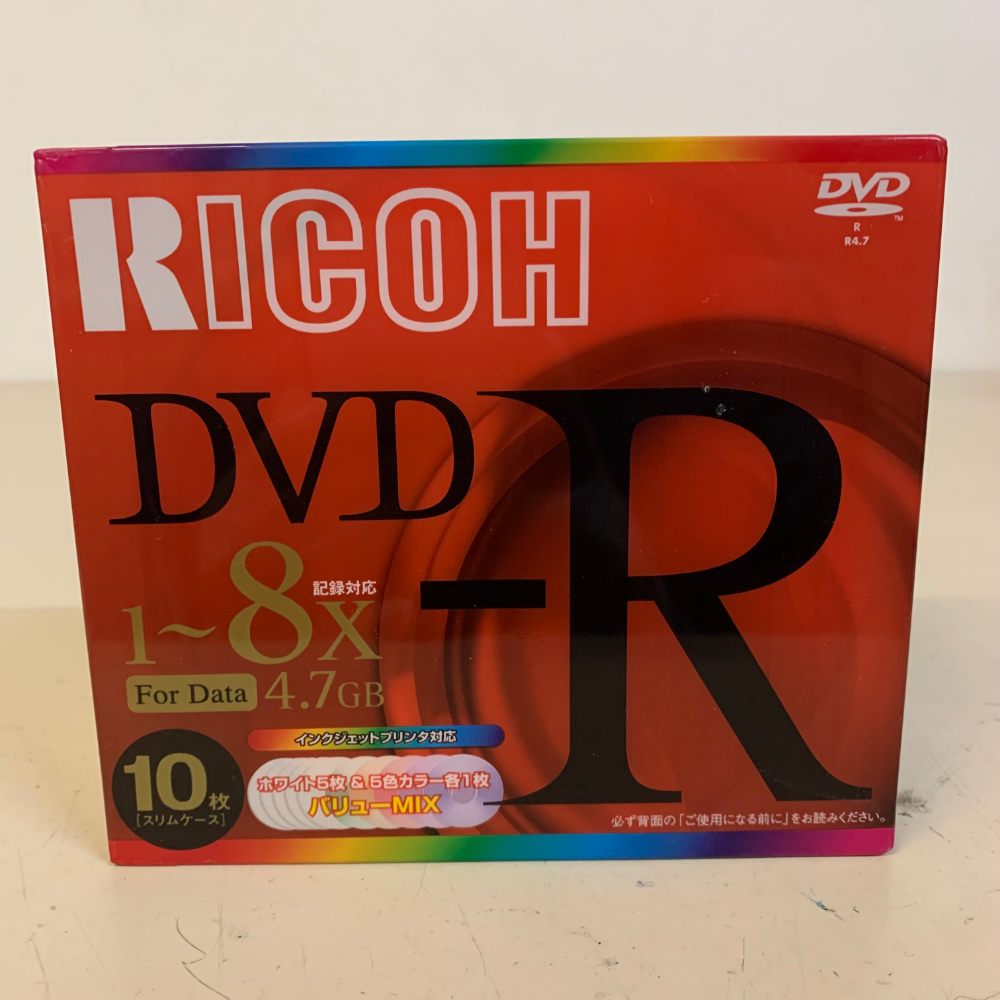 RICOH
DVD
™
R
R4.7
DVD
-R
記録対応
1~8X
For Data 4.7GB
インクジェットプリンタ対応
10枚
[スリムケース]
ホワイト5枚 & 5色カラー各1枚
バリューMIX
必ず背面の「ご使用になる前に」をお読みください。